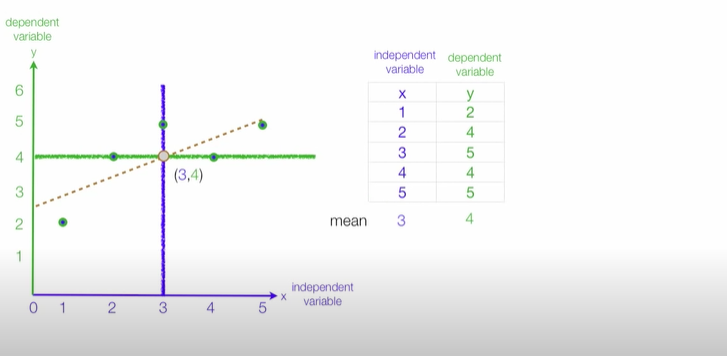 dependent
variable
y
6
5
4
3
2
1
(3,4)
0 1 2 3 4 5 x
independent
variable
independent variable dependent variable
x y
1 2
2 4
3 5
4 4
5 5
mean 3 4